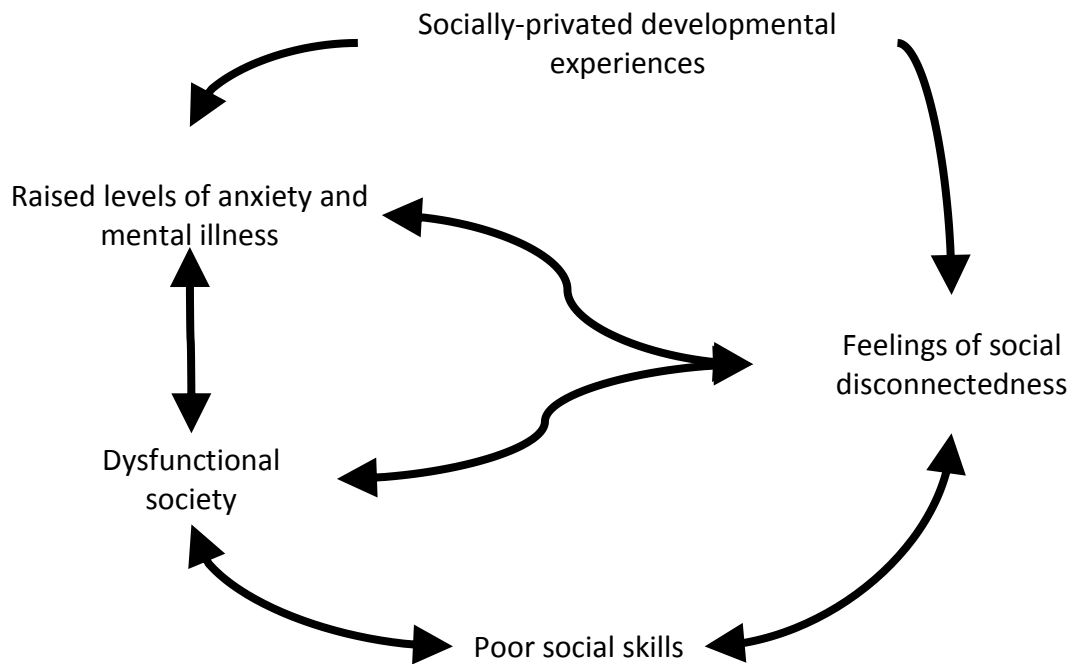 Socially-privated developmental
experiences
Raised levels of anxiety and
mental illness
Feelings of social
disconnectedness
Dysfunctional
society
Poor social skills